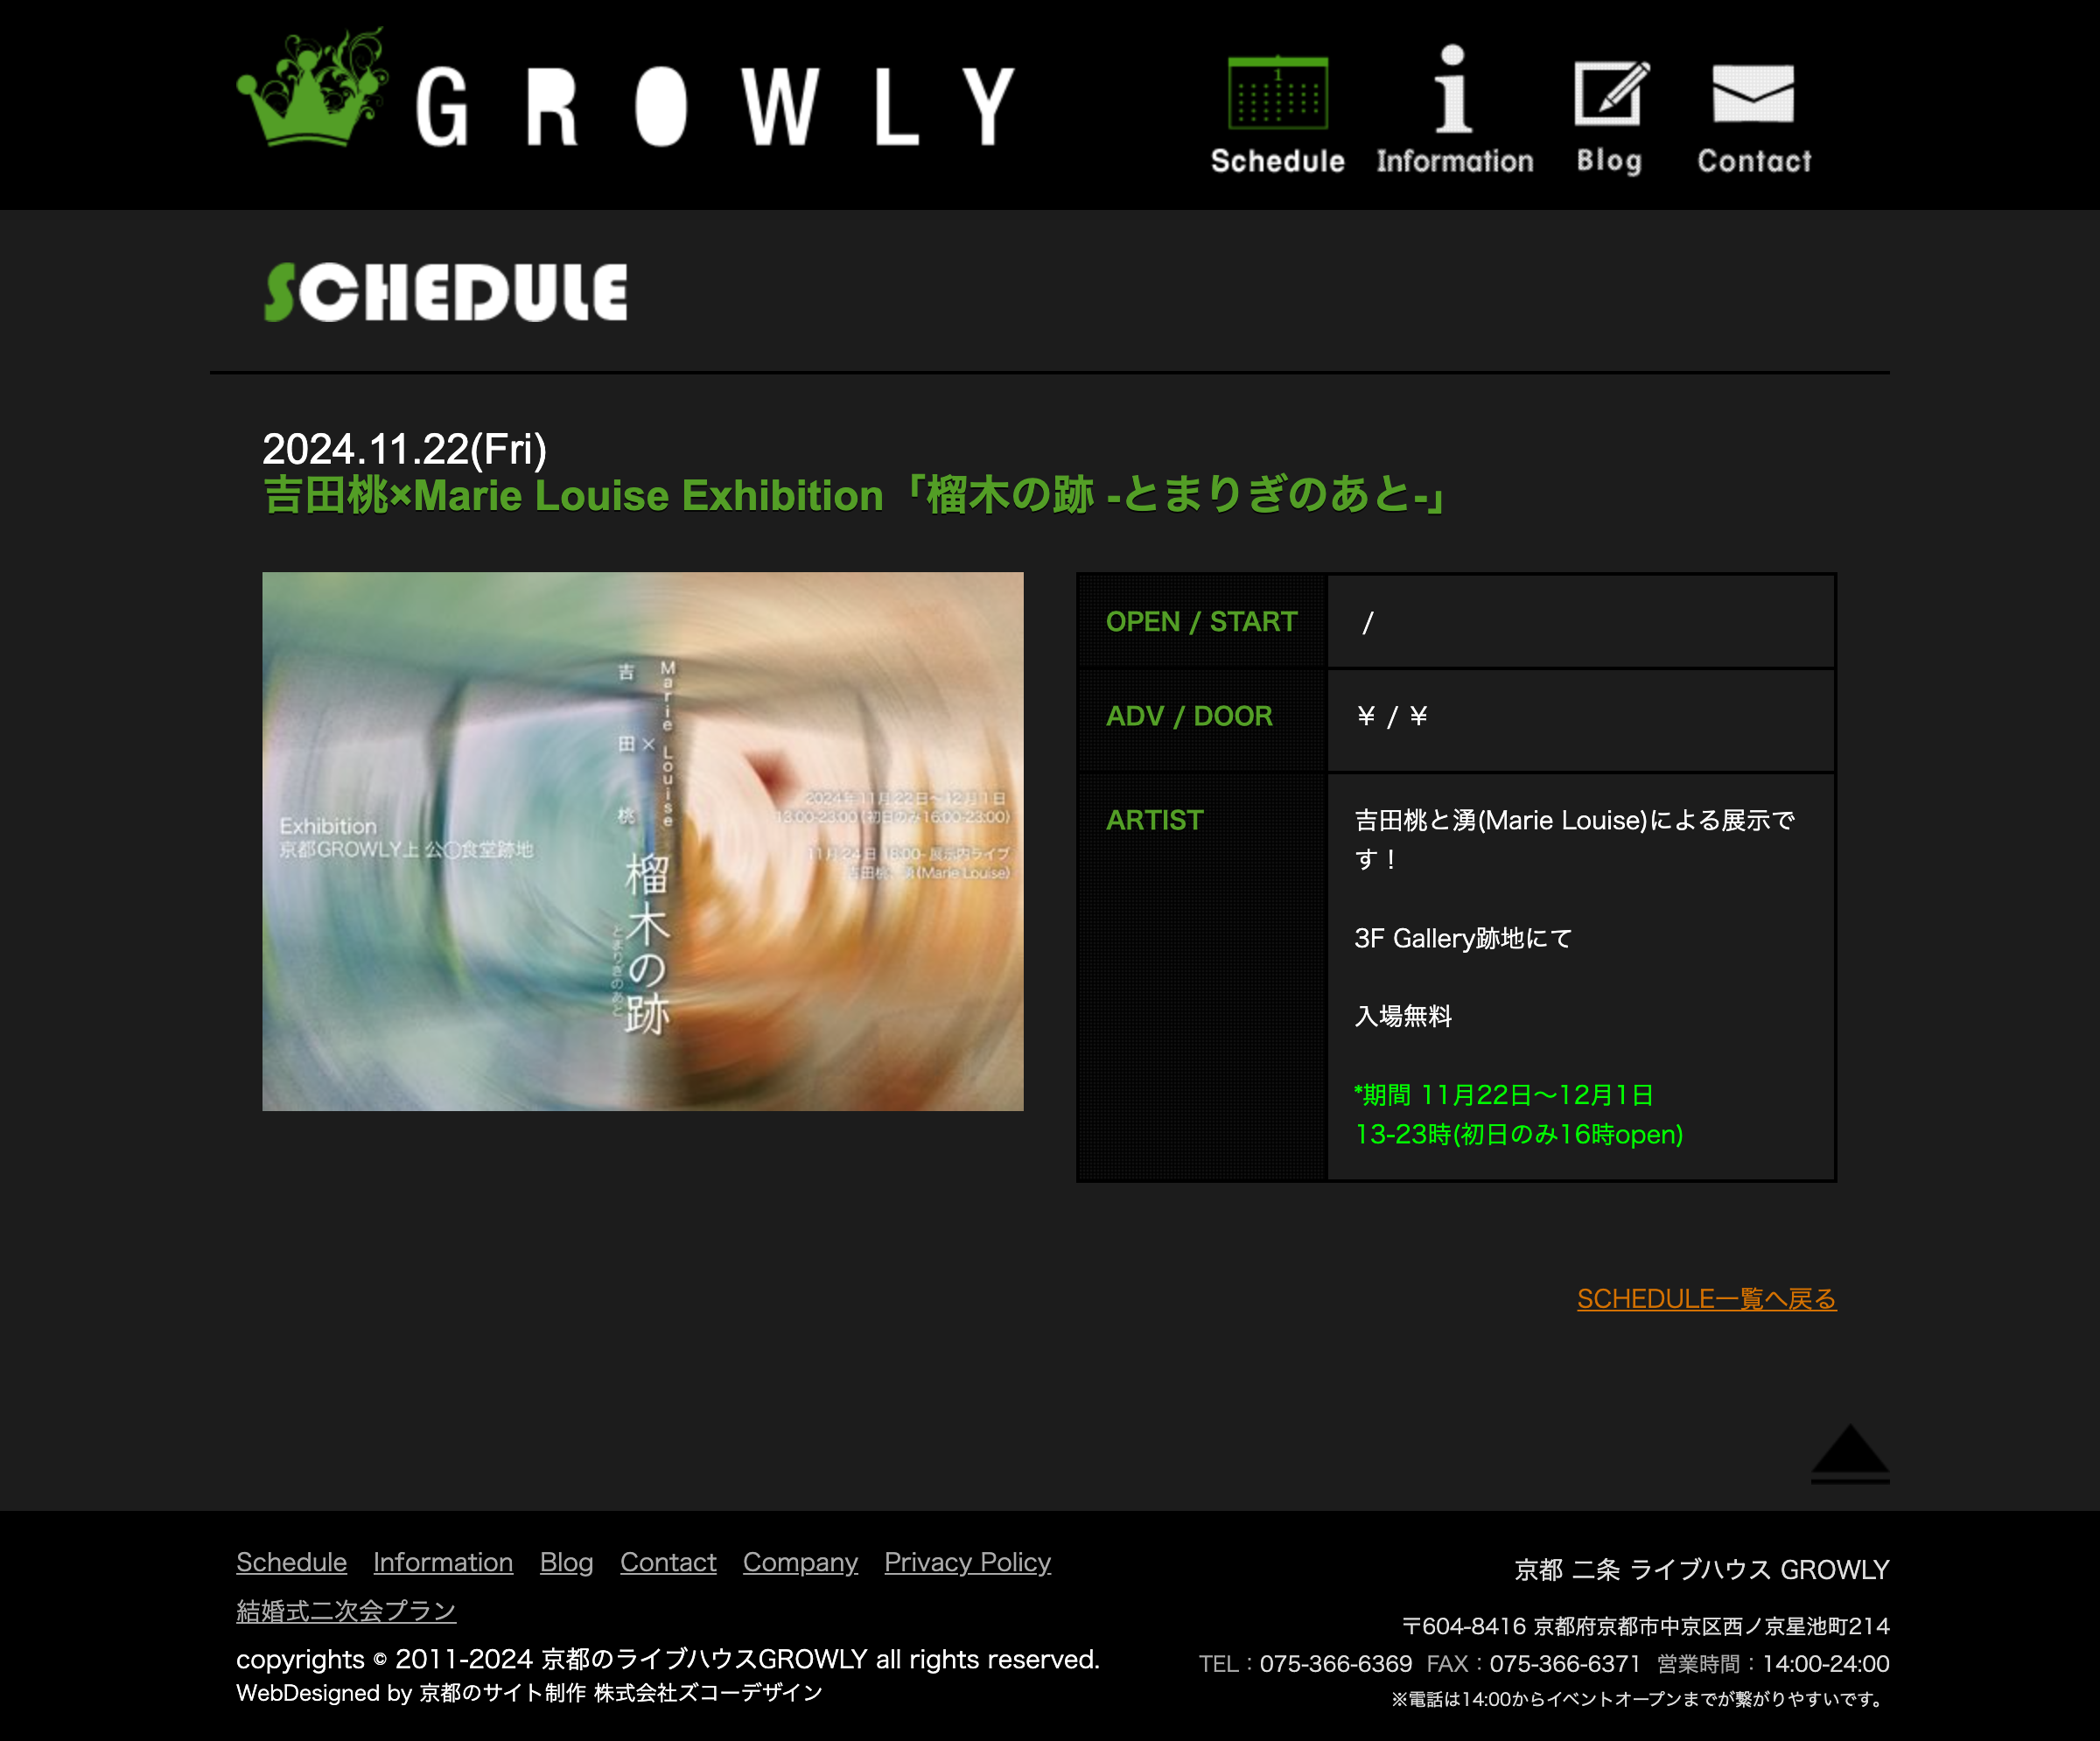 GROWLY
Schedule
Information
Blog
Contact
SCHEDULE
2024.11.22(Fri)
吉田桃×Marie Louise Exhibition「榴木の跡 -とまりぎのあと-」
吉田桃
×
Marie Louise
Exhibition
京都GROWLY上 公〇食堂跡地
2024年11月22日〜12月1日
13:00-23:00 (初日のみ16:00-23:00)
11月24日 18:00- 展示内ライブ
吉田桃、湧(Marie Louise)
榴木の跡
とまりぎのあと
OPEN / START
/
ADV / DOOR
¥ / ¥
ARTIST
吉田桃と湧(Marie Louise)による展示で
す！
3F Gallery跡地にて
入場無料
*期間 11月22日〜12月1日
13-23時(初日のみ16時open)
SCHEDULE一覧へ戻る
Schedule Information Blog Contact Company Privacy Policy
結婚式二次会プラン
copyrights © 2011-2024 京都のライブハウスGROWLY all rights reserved.
WebDesigned by 京都のサイト制作 株式会社ズコーデザイン
京都 二条 ライブハウス GROWLY
〒604-8416 京都府京都市中京区西ノ京星池町214
TEL：075-366-6369 FAX：075-366-6371 営業時間：14:00-24:00
※電話は14:00からイベントオープンまでが繋がりやすいです。